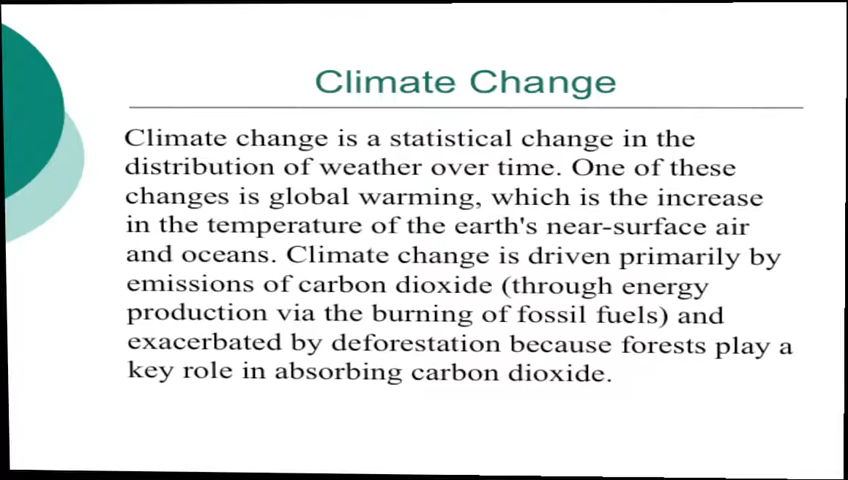 Climate Change
Climate change is a statistical change in the
distribution of weather over time. One of these
changes is global warming, which is the increase
in the temperature of the earth's near-surface air
and oceans. Climate change is driven primarily by
emissions of carbon dioxide (through energy
production via the burning of fossil fuels) and
exacerbated by deforestation because forests play a
key role in absorbing carbon dioxide.